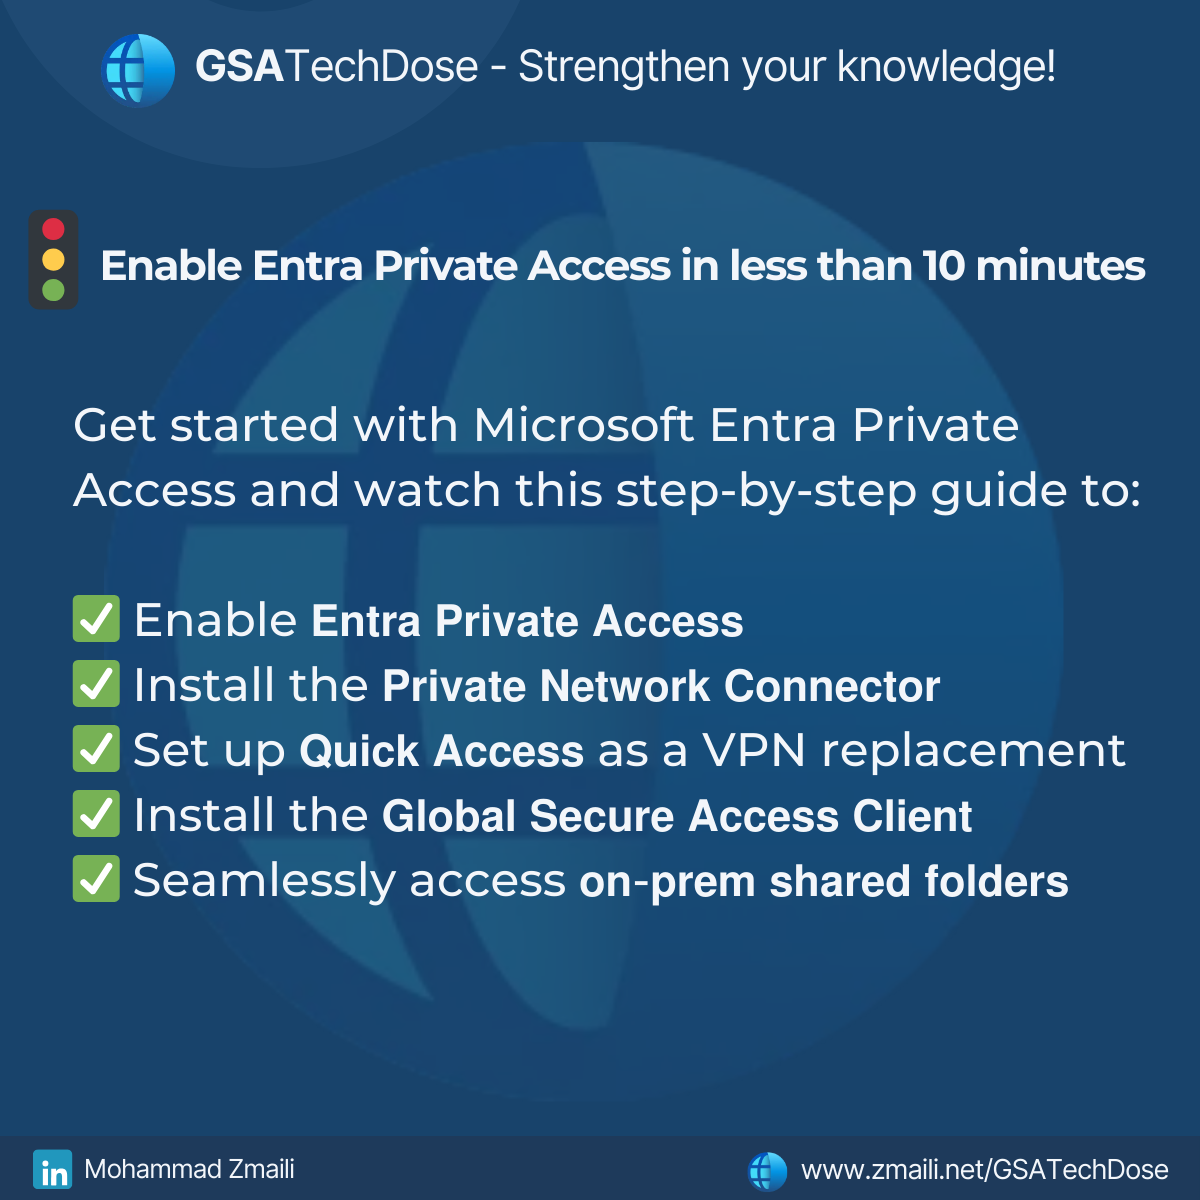 GSATechDose - Strengthen your knowledge!
Enable Entra Private Access in less than 10 minutes
Get started with Microsoft Entra Private
Access and watch this step-by-step guide to:
✅ Enable Entra Private Access
✅ Install the Private Network Connector
✅ Set up Quick Access as a VPN replacement
✅ Install the Global Secure Access Client
✅ Seamlessly access on-prem shared folders
in Mohammad Zmaili
www.zmaili.net/GSATechDose